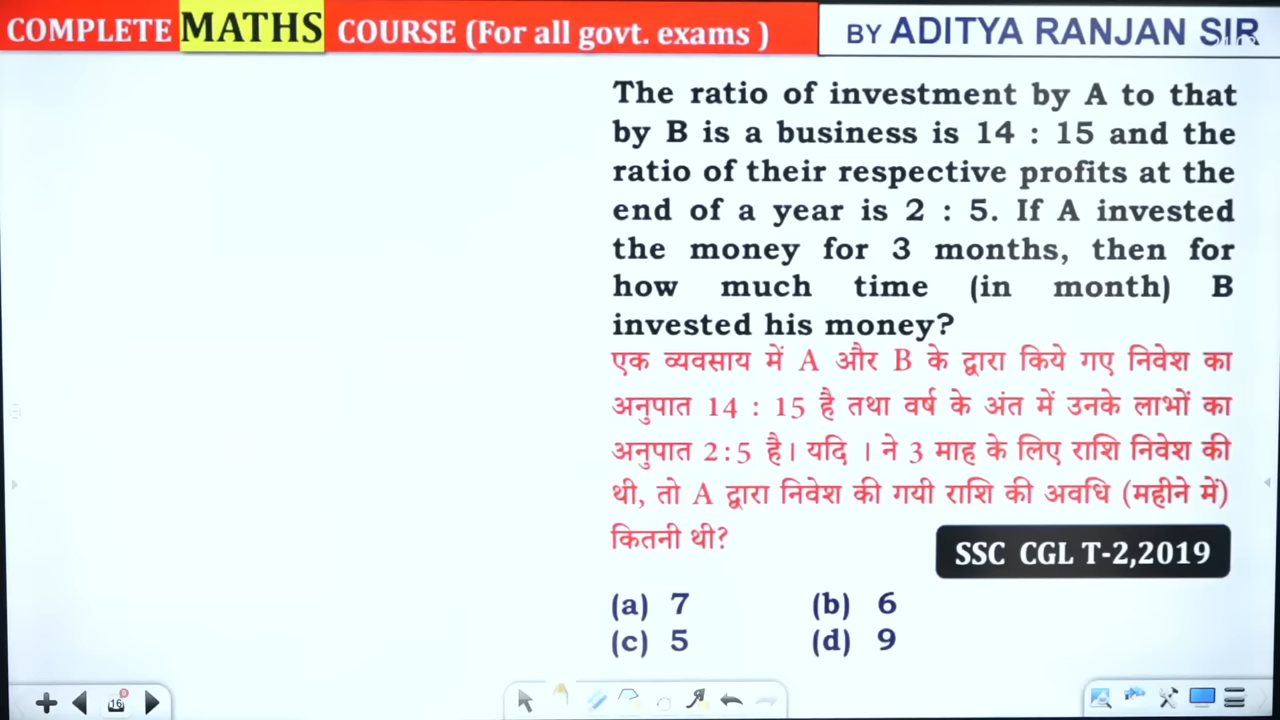 COMPLETE MATHS COURSE (For all govt. exams )
BY ADITYA RANJAN SIR
The ratio of investment by A to that
by B is a business is 14 : 15 and the
ratio of their respective profits at the
end of a year is 2 : 5. If A invested
the money for 3 months, then for
how much time (in month) B
invested his money?
एक व्यवसाय में A और B के द्वारा किये गए निवेश का
अनुपात 14 : 15 है तथा वर्ष के अंत में उनके लाभों का
अनुपात 2:5 है। यदि । ने 3 माह के लिए राशि निवेश की
थी, तो A द्वारा निवेश की गयी राशि की अवधि (महीने में)
कितनी थी?
SSC CGL T-2,2019
(a) 7 (b) 6
(c) 5 (d) 9
16